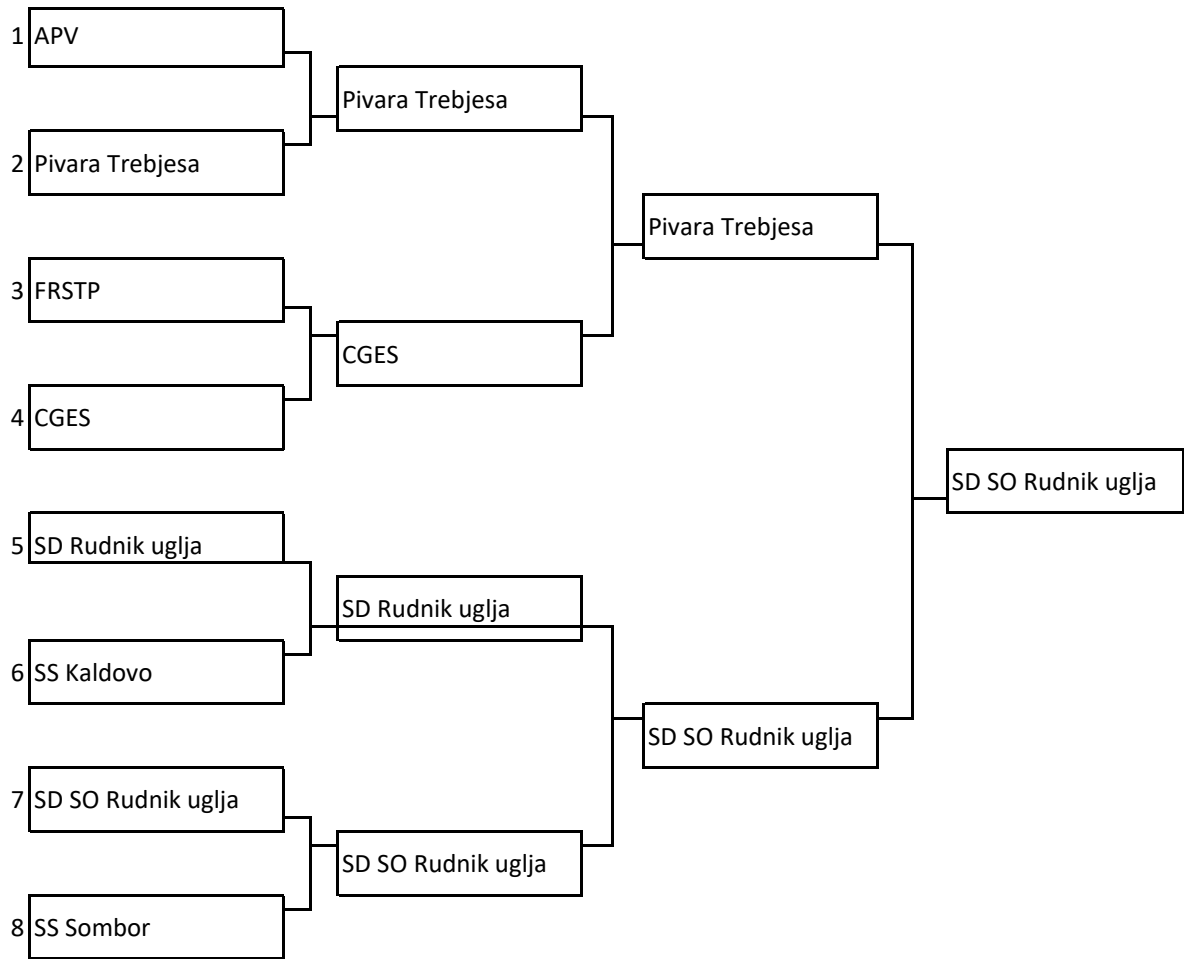 1 APV
Pivara Trebjesa
2 Pivara Trebjesa
Pivara Trebjesa
3 FRSTP
CGES
4 CGES
SD SO Rudnik uglja
5 SD Rudnik uglja
SD Rudnik uglja
6 SS Kaldovo
SD SO Rudnik uglja
7 SD SO Rudnik uglja
SD SO Rudnik uglja
8 SS Sombor